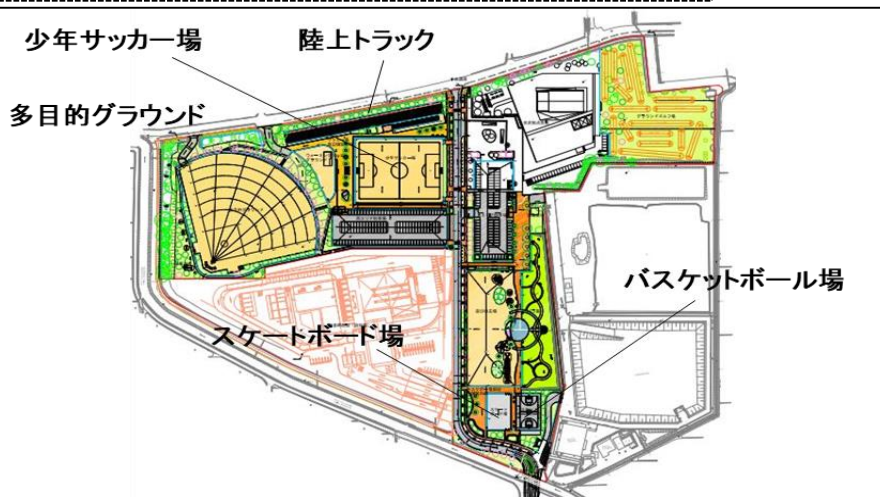 少年サッカー場
陸上トラック
多目的グラウンド
バスケットボール場
スケートボード場